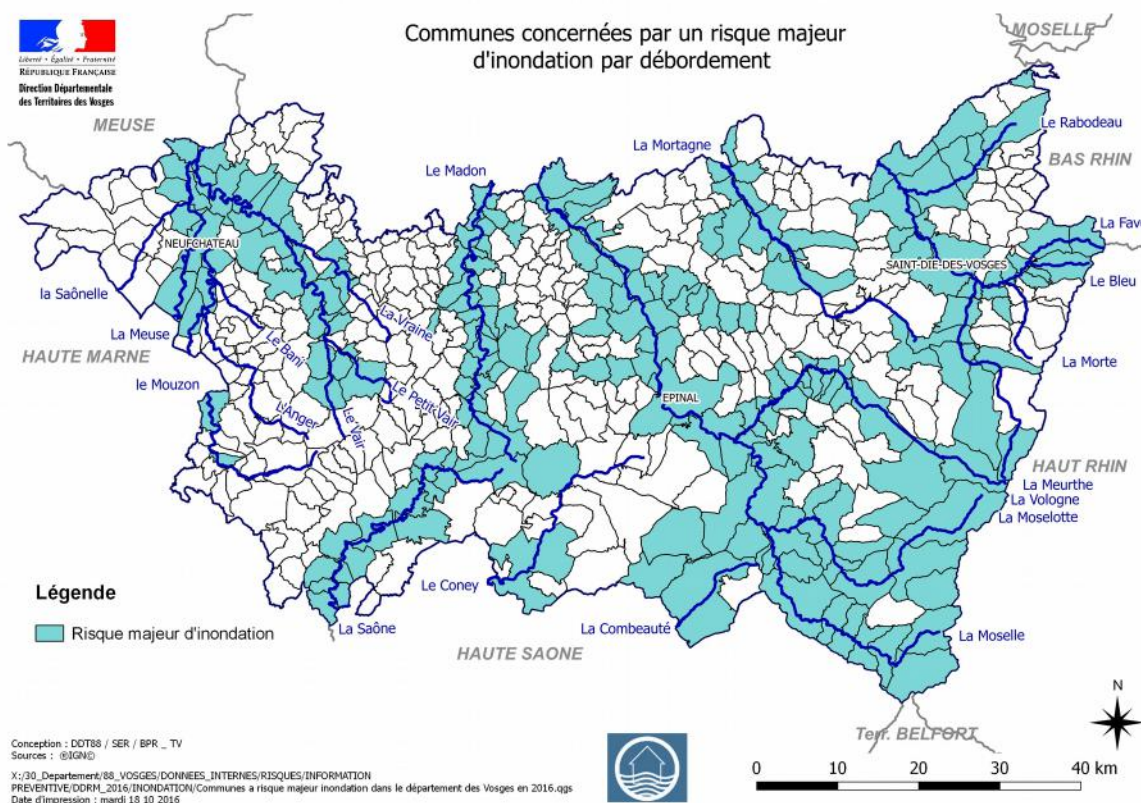 Liberté • Égalité • Fraternité
RÉPUBLIQUE FRANÇAISE
Direction Départementale
des Territoires des Vosges
Communes concernées par un risque majeur
d'inondation par débordement
MOSELLE
MEUSE
Le Rabodeau
La Mortagne
BAS RHIN
Le Madon
La Fave
NEUFCHATEAU
SAINT-DIE-DES-VOSGES
Le Bleu
la Saônelle
La Vraine
La Meuse
Le Bani
HAUTE MARNE
La Morte
le Mouzon
Le Petit Vair
EPINAL
L'Anger
Le Vair
HAUT RHIN
La Meurthe
La Vologne
La Moselotte
Légende
Le Coney
Risque majeur d'inondation
La Saône
La Combeauté
La Moselle
HAUTE SAONE
N
Terr. BELFORT
Conception : DDT88 / SER / BPR _ TV
Sources : ®IGN©
X:/30_Departement/88_VOSGES/DONNEES_INTERNES/RISQUES/INFORMATION
PREVENTIVE/DDRM_2016/INONDATION/Communes a risque majeur inondation dans le département des Vosges en 2016.qgs
Date d'impression : mardi 18 10 2016
0 10 20 30 40 km